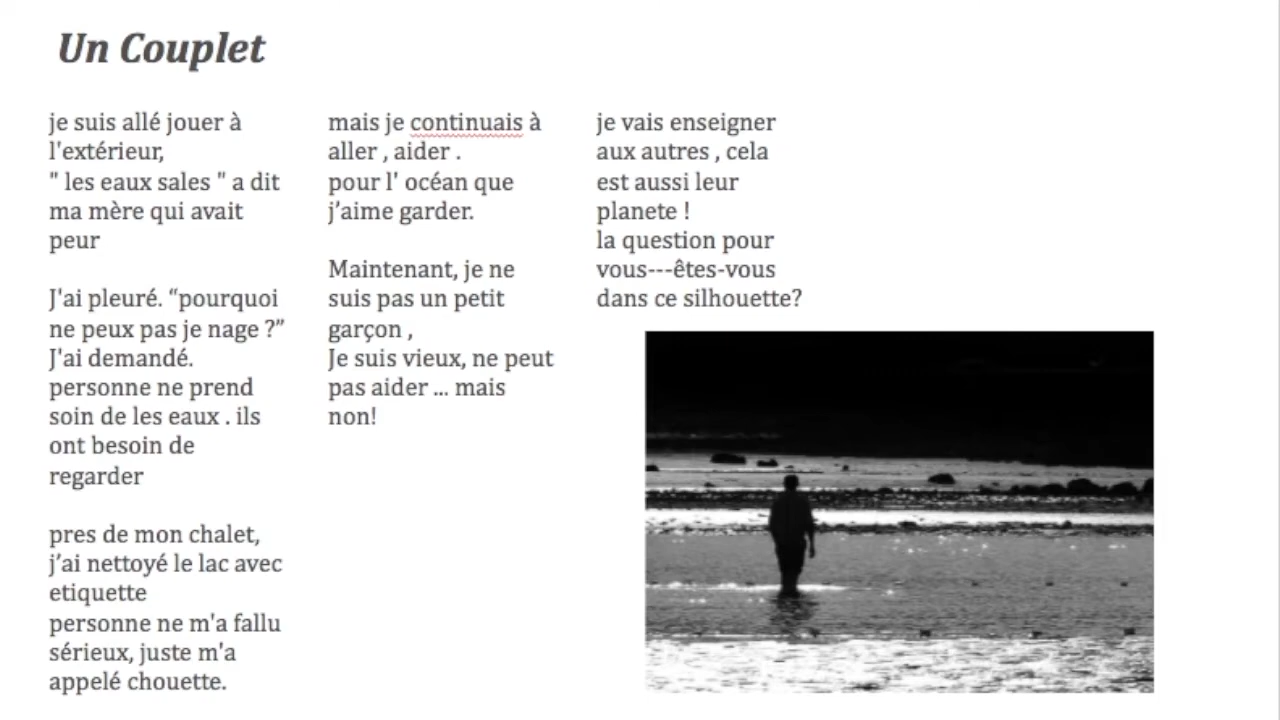 Un Couplet
je suis allé jouer à
l'extérieur,
" les eaux sales " a dit
ma mère qui avait
peur
J'ai pleuré. “pourquoi
ne peux pas je nage ?”
J'ai demandé.
personne ne prend
soin de les eaux . ils
ont besoin de
regarder
pres de mon chalet,
j’ai nettoyé le lac avec
etiquette
personne ne m'a fallu
sérieux, juste m'a
appelé chouette.
mais je continuais à
aller , aider .
pour l' océan que
j’aime garder.
Maintenant, je ne
suis pas un petit
garçon ,
Je suis vieux, ne peut
pas aider ... mais
non!
je vais enseigner
aux autres , cela
est aussi leur
planete !
la question pour
vous---êtes-vous
dans ce silhouette?